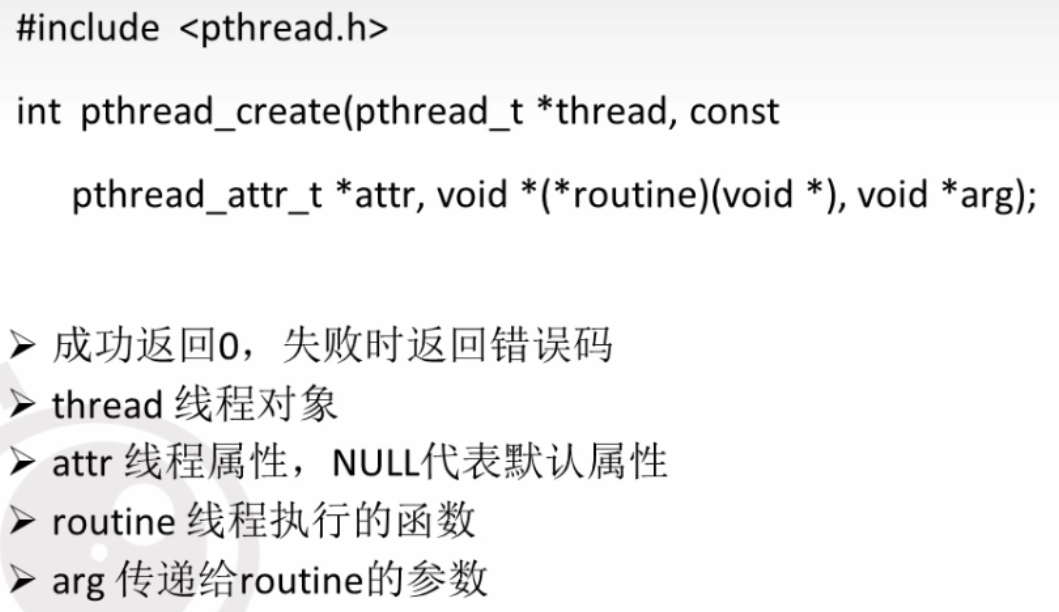 #include <pthread.h>
int pthread_create(pthread_t *thread, const
pthread_attr_t *attr, void *(*routine)(void *), void *arg);
➢ 成功返回0，失败时返回错误码
➢ thread 线程对象
➢ attr 线程属性，NULL代表默认属性
➢ routine 线程执行的函数
➢ arg 传递给routine的参数